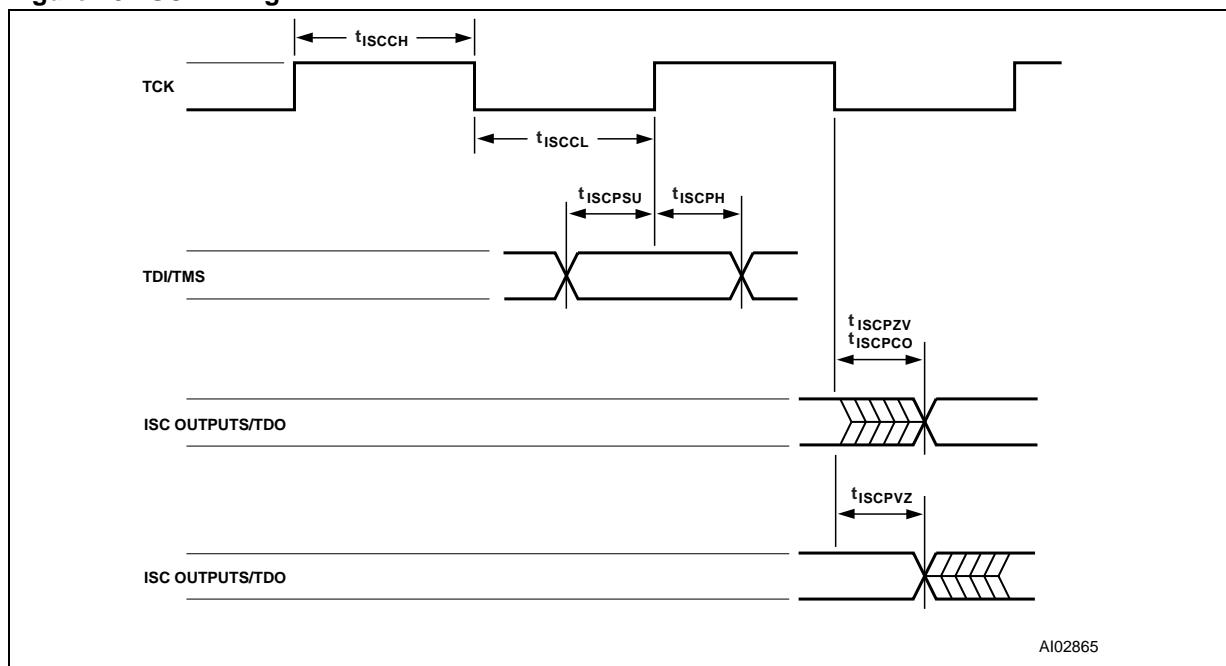 tISCCH
TCK
tISCCL
tISCPSU
tISCPH
TDI/TMS
tISCPZV
tISCPCO
ISC OUTPUTS/TDO
tISCPVZ
ISC OUTPUTS/TDO
AI02865